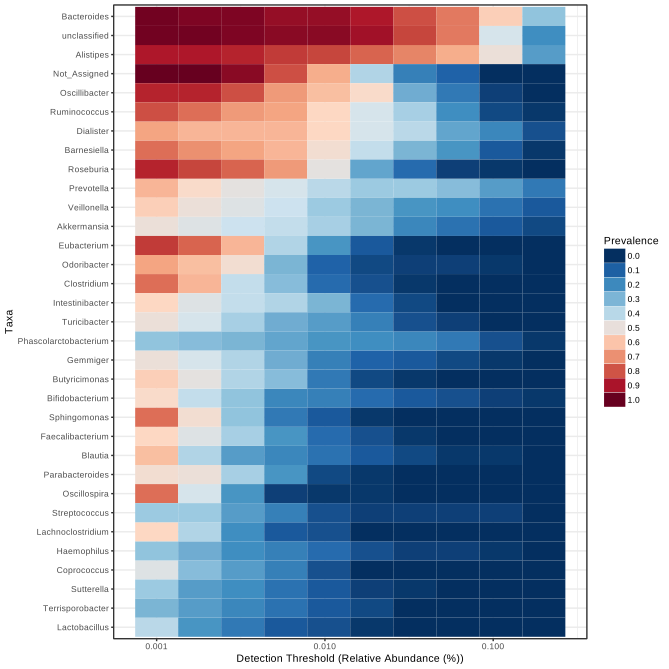 Bacteroides
unclassified
Alistipes
Not_Assigned
Oscillibacter
Ruminococcus
Dialister
Barnesiella
Roseburia
Prevotella
Veillonella
Akkermansia
Eubacterium
Odoribacter
Clostridium
Intestinibacter
Turicibacter
Phascolarctobacterium
Gemmiger
Butyricimonas
Bifidobacterium
Sphingomonas
Faecalibacterium
Blautia
Parabacteroides
Oscillospira
Streptococcus
Lachnoclostridium
Haemophilus
Coprococcus
Sutterella
Terrisporobacter
Lactobacillus
Taxa
0.001 0.010 0.100
Detection Threshold (Relative Abundance (%))
Prevalence
0.0
0.1
0.2
0.3
0.4
0.5
0.6
0.7
0.8
0.9
1.0